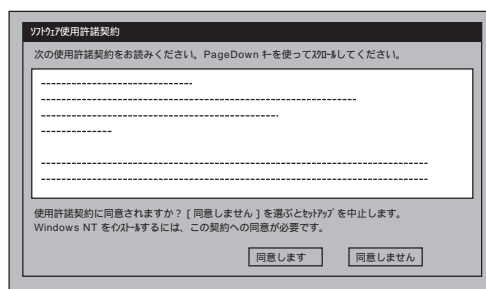 ソフトウェア使用許諾契約
次の使用許諾契約をお読みください。PageDown キーを使ってスクロールしてください。
使用許諾契約に同意されますか？ [ 同意しません ] を選ぶとセットアップを中止します。
Windows NT をインストールするには、この契約への同意が必要です。
同意します
同意しません